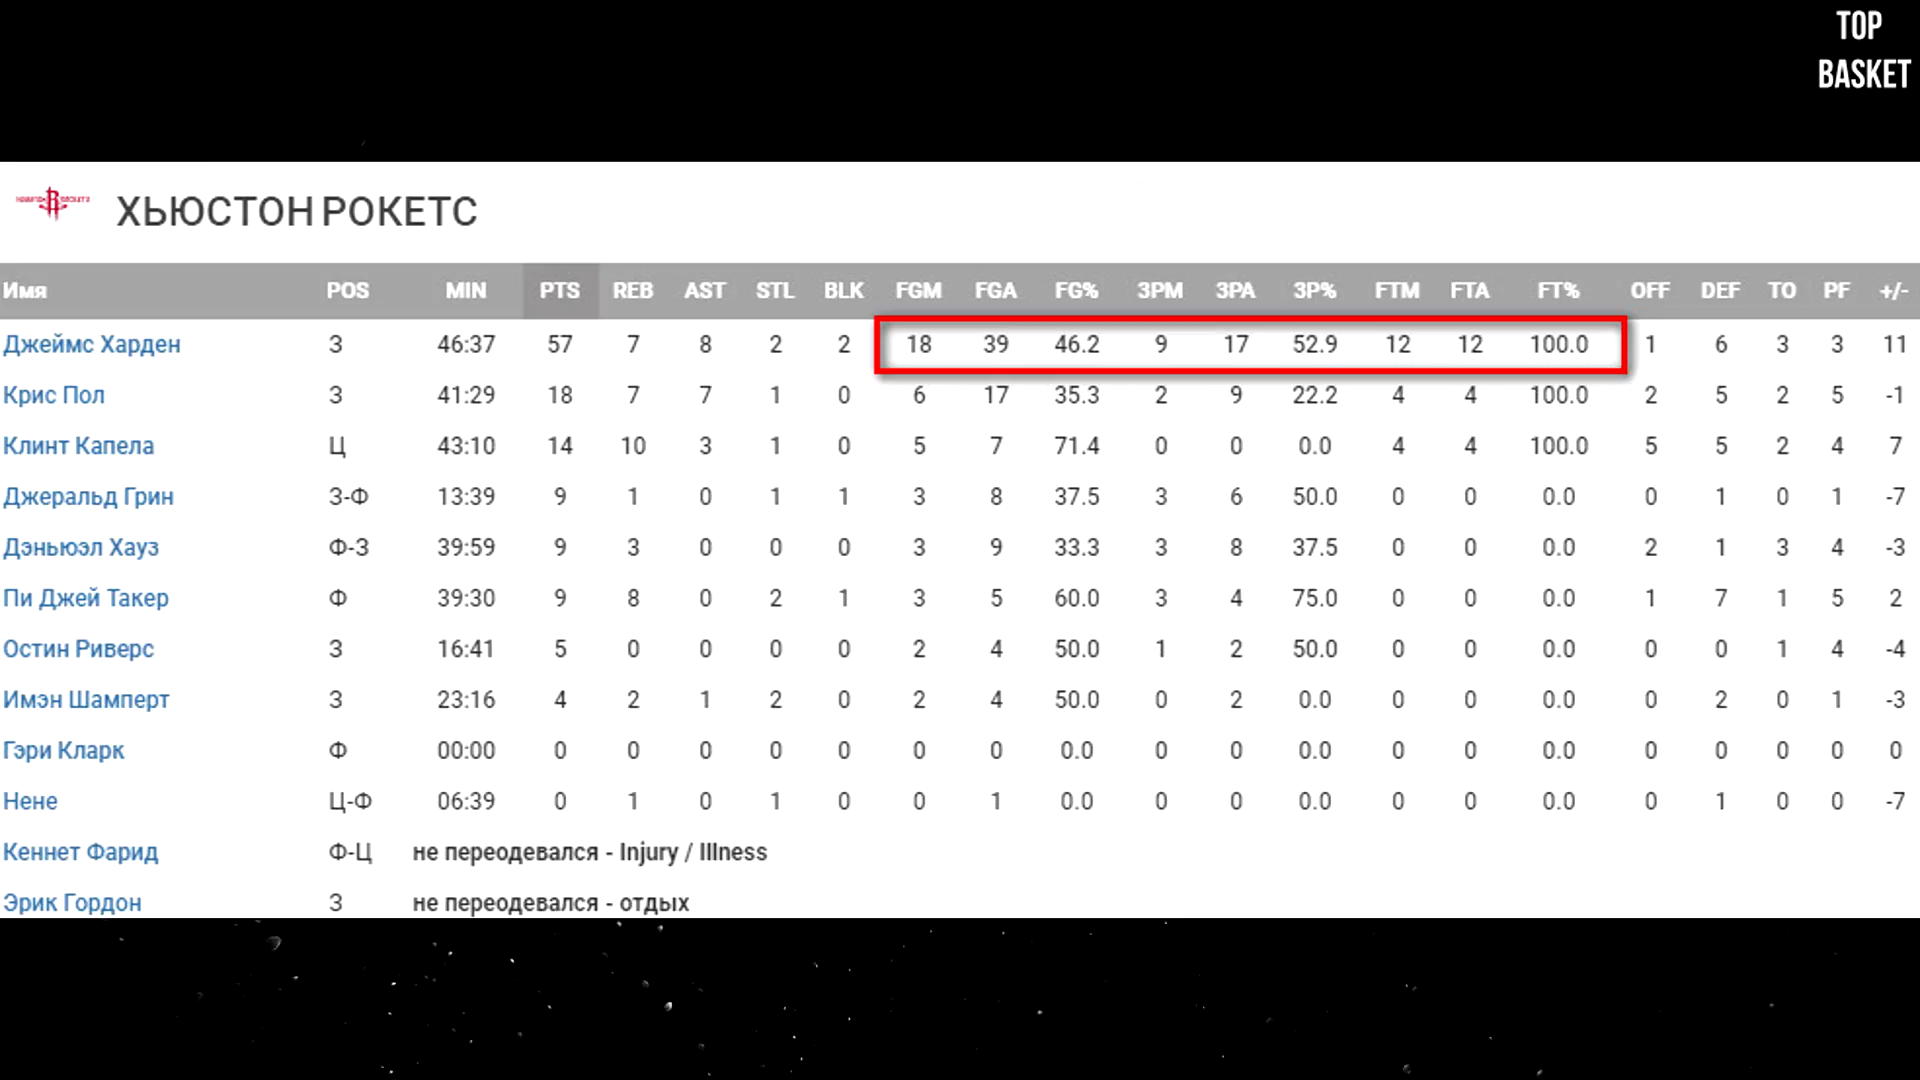 TOP
BASKET
ХЬЮСТОН РОКЕТС
Имя POS MIN PTS REB AST STL BLK FGM FGA FG% 3PM 3PA 3P% FTM FTA FT% OFF DEF TO PF +/-
Джеймс Харден З 46:37 57 7 8 2 2 18 39 46.2 9 17 52.9 12 12 100.0 1 6 3 3 11
Крис Пол З 41:29 18 7 7 1 0 6 17 35.3 2 9 22.2 4 4 100.0 2 5 2 5 -1
Клинт Капела Ц 43:10 14 10 3 1 0 5 7 71.4 0 0 0.0 4 4 100.0 5 5 2 4 7
Джеральд Грин З-Ф 13:39 9 1 0 1 1 3 8 37.5 3 6 50.0 0 0 0.0 0 1 0 1 -7
Дэньюэл Хауз Ф-З 39:59 9 3 0 0 0 3 9 33.3 3 8 37.5 0 0 0.0 2 1 3 4 -3
Пи Джей Такер Ф 39:30 9 8 0 2 1 3 5 60.0 3 4 75.0 0 0 0.0 1 7 1 5 2
Остин Риверс З 16:41 5 0 0 0 0 2 4 50.0 1 2 50.0 0 0 0.0 0 0 1 4 -4
Имэн Шамперт З 23:16 4 2 1 2 0 2 4 50.0 0 2 0.0 0 0 0.0 0 2 0 1 -3
Гэри Кларк Ф 00:00 0 0 0 0 0 0 0 0.0 0 0 0.0 0 0 0.0 0 0 0 0 0
Нене Ц-Ф 06:39 0 1 0 1 0 0 1 0.0 0 0 0.0 0 0 0.0 0 1 0 0 -7
Кеннет Фарид Ф-Ц не переодевался - Injury / Illness
Эрик Гордон З не переодевался - отдых